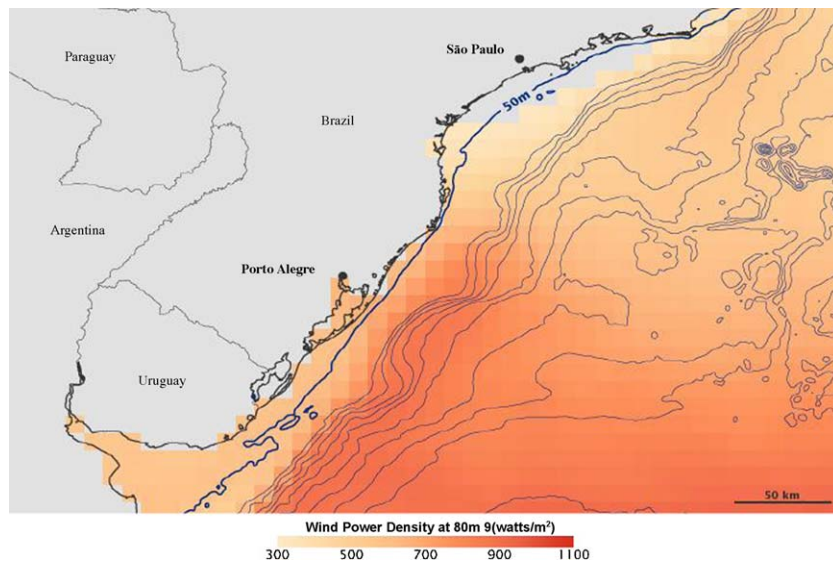 Paraguay
São Paulo
50m
Brazil
Argentina
Porto Alegre
Uruguay
50 km
Wind Power Density at 80m 9(watts/m²)
300 500 700 900 1100